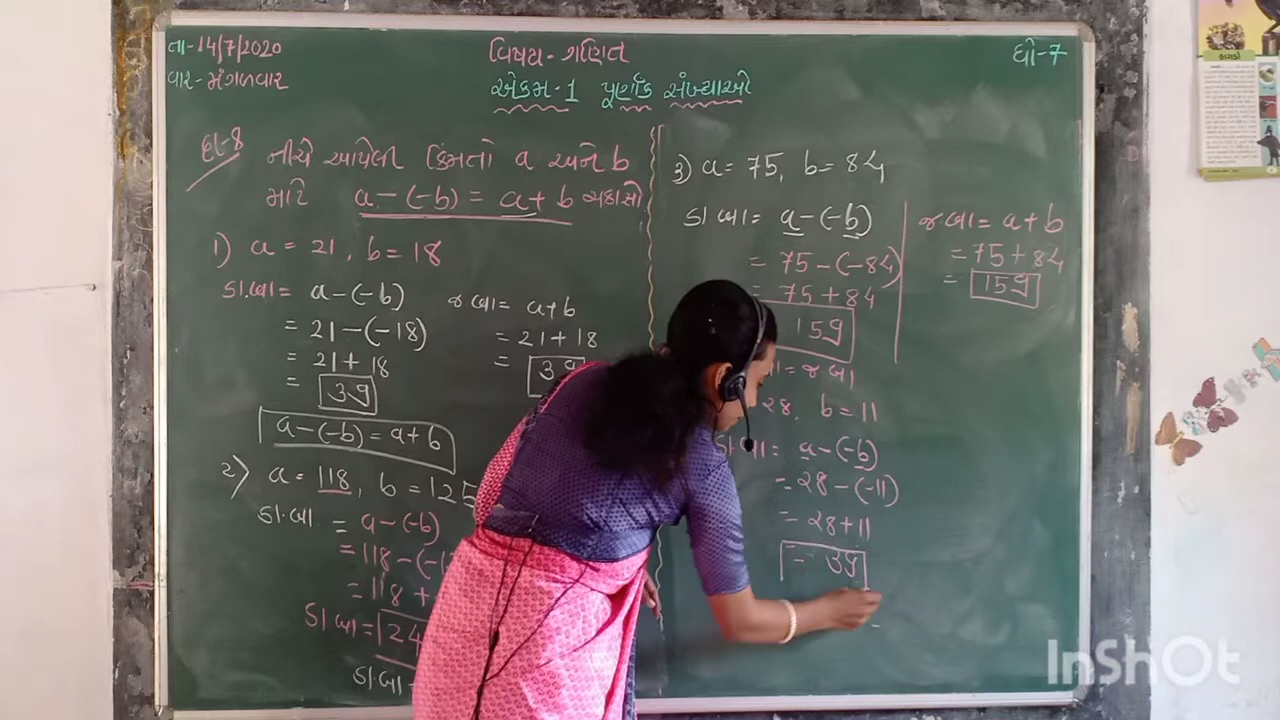 તા-14/7/2020
વાર-મંગળવાર
વિષય-ગણિત
એકમ-1 પૂર્ણાંક સંખ્યાઓ
ધો-7
દા-8 નીચે આપેલી કિંમતો a અને b
માટે a-(-b) = a+b ચકાસો
1) a = 21, b = 18
ડા.બા = a-(-b)
= 21-(-18)
= 21+18
= 39
જ બા = a+b
= 21+18
= 39
a-(-b) = a+b
2) a = 118, b = 125
ડા.બા = a-(-b)
= 118-(-1
= 118 +
ડા બા = 24
ડા.બા
3) a = 75, b = 84
ડા બા = a-(-b)
= 75-(-84)
= 75+84
159
જ બા = a+b
= 75+84
= 159
= જ બા
28, b = 11
ડા.બા = a-(-b)
= 28-(-11)
= 28+11
= 39
InShOt